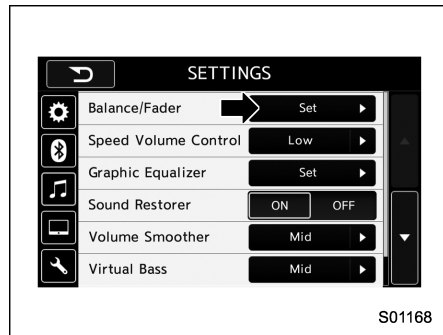 SETTINGS
Balance/Fader Set
Speed Volume Control Low
Graphic Equalizer Set
Sound Restorer ON OFF
Volume Smoother Mid
Virtual Bass Mid
S01168